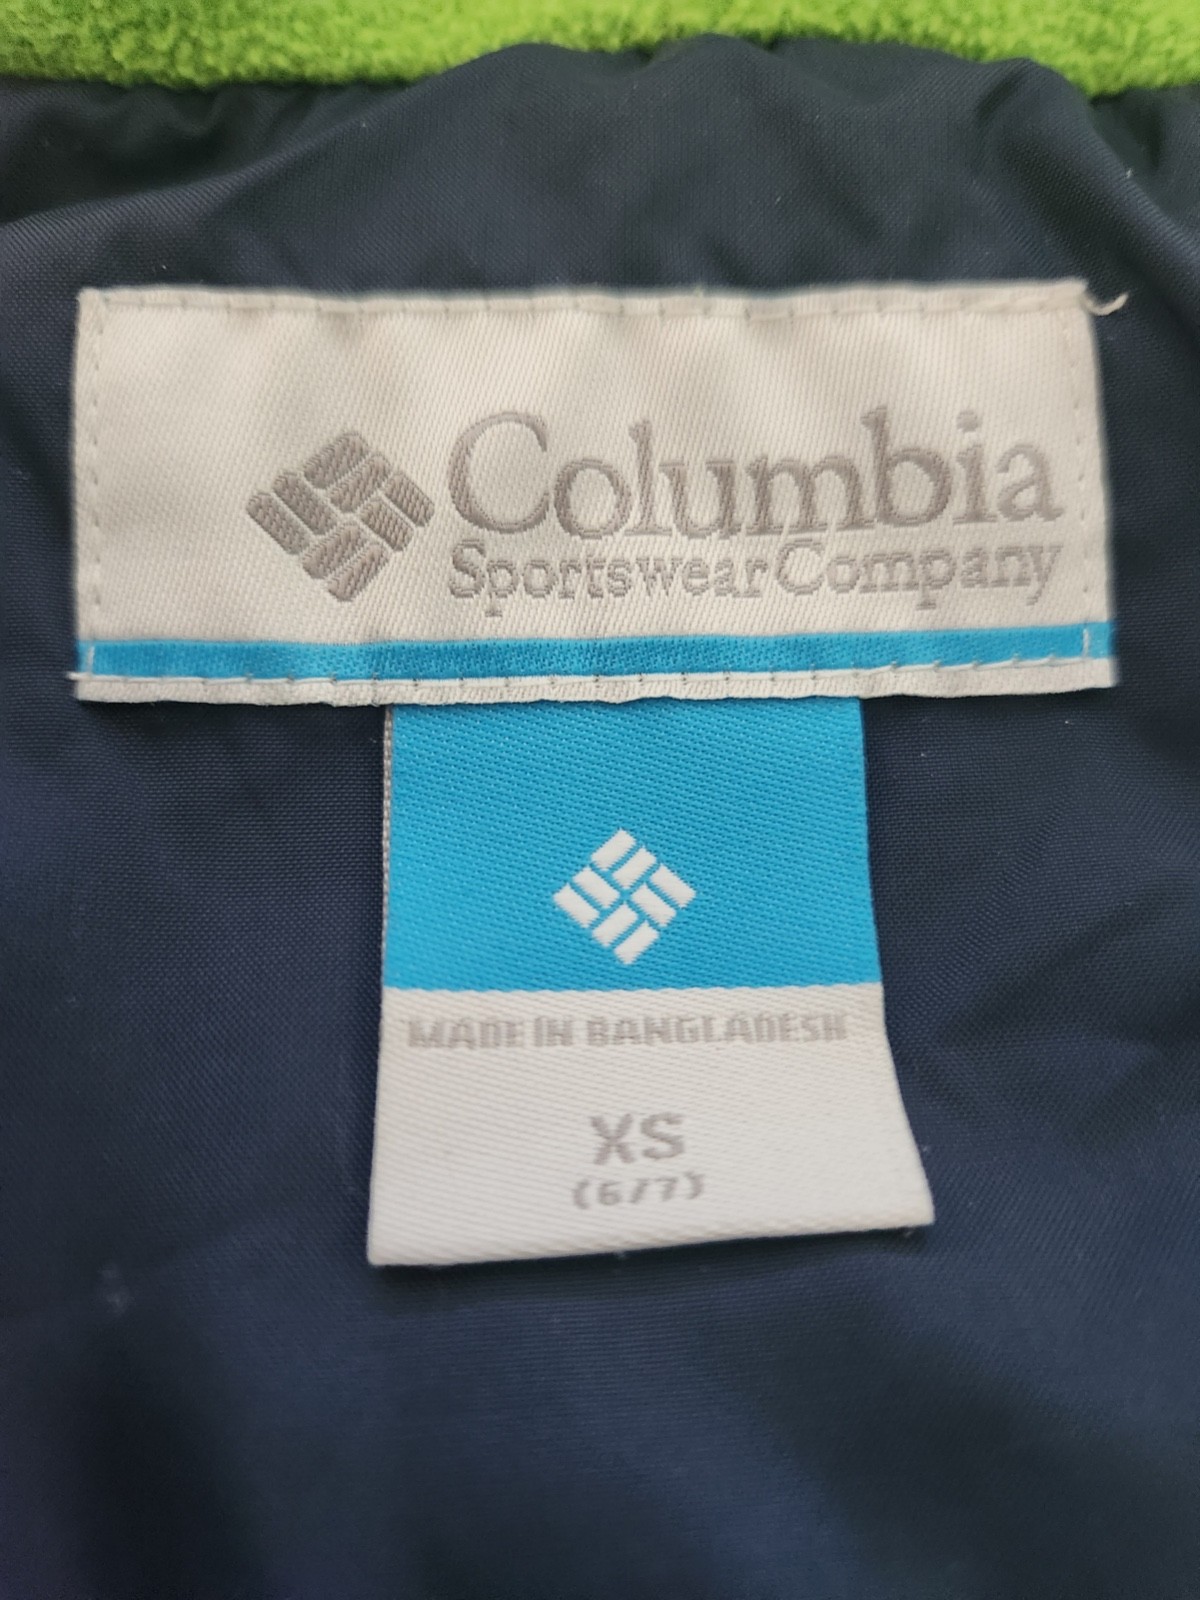 Columbia
Sportswear Company
MADE IN BANGLADESH
XS
(6/7)